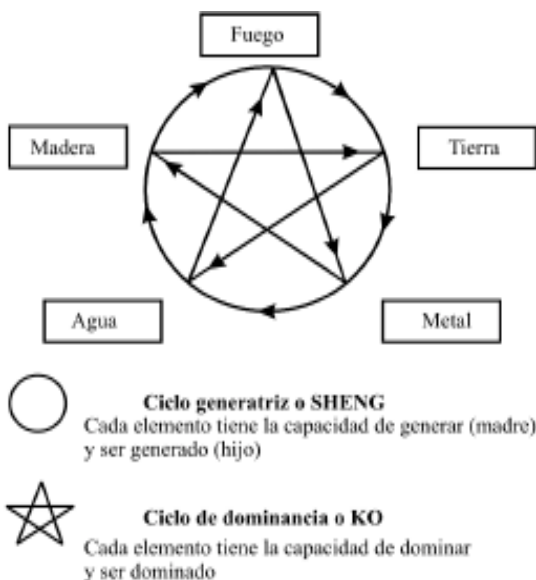 Fuego
Madera
Tierra
Agua
Metal
Ciclo generatriz o SHENG
Cada elemento tiene la capacidad de generar (madre)
y ser generado (hijo)
Ciclo de dominancia o KO
Cada elemento tiene la capacidad de dominar
y ser dominado